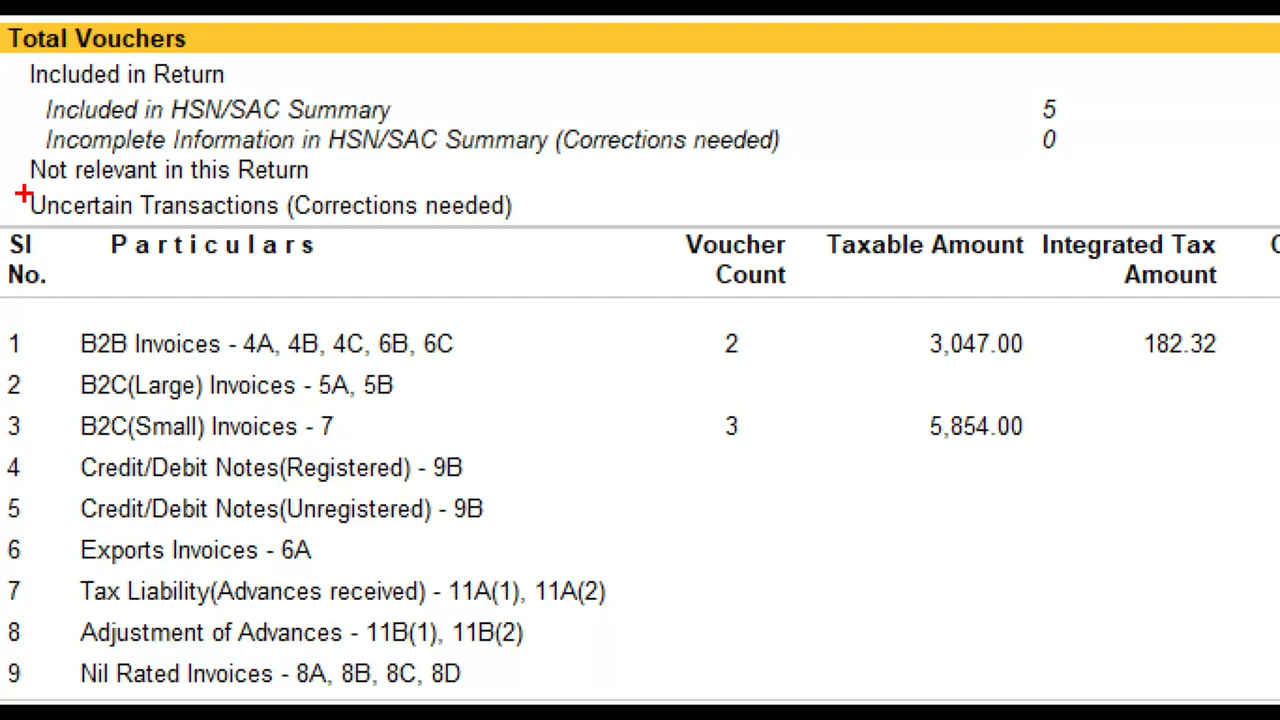 Total Vouchers
Included in Return
Included in HSN/SAC Summary 5
Incomplete Information in HSN/SAC Summary (Corrections needed) 0
Not relevant in this Return
Uncertain Transactions (Corrections needed)
Sl No. Particulars Voucher Count Taxable Amount Integrated Tax Amount
1 B2B Invoices - 4A, 4B, 4C, 6B, 6C 2 3,047.00 182.32
2 B2C(Large) Invoices - 5A, 5B
3 B2C(Small) Invoices - 7 3 5,854.00
4 Credit/Debit Notes(Registered) - 9B
5 Credit/Debit Notes(Unregistered) - 9B
6 Exports Invoices - 6A
7 Tax Liability(Advances received) - 11A(1), 11A(2)
8 Adjustment of Advances - 11B(1), 11B(2)
9 Nil Rated Invoices - 8A, 8B, 8C, 8D